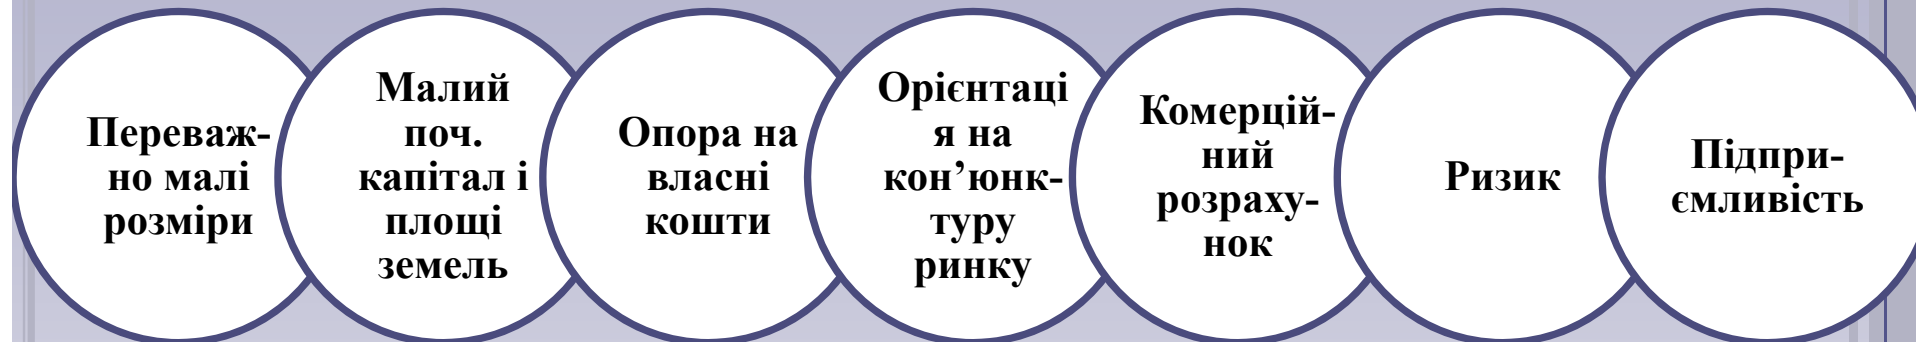 Переваж-
но малі
розміри
Малий
поч.
капітал і
площі
земель
Опора на
власні
кошти
Орієнтаці
я на
кон’юнк-
туру
ринку
Комерцій-
ний
розраху-
нок
Ризик
Підпри-
ємливість